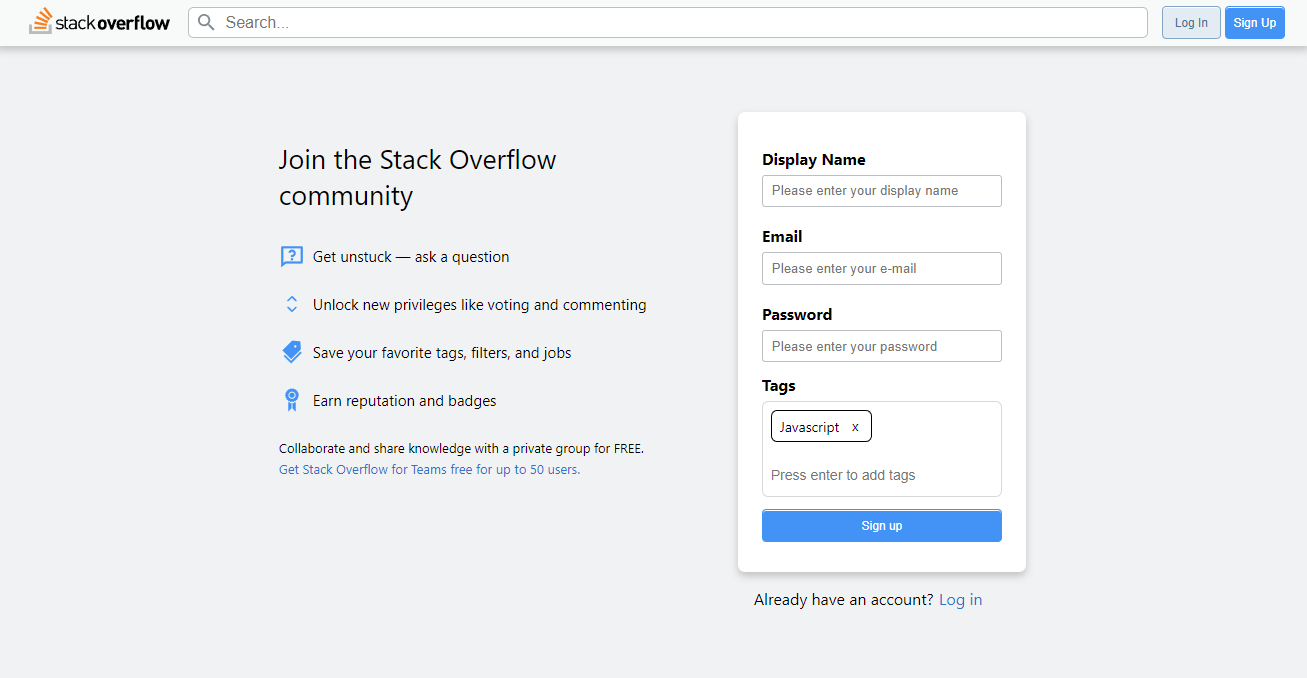 stack overflow
Search...
Log In
Sign Up
Join the Stack Overflow
community
Get unstuck — ask a question
Unlock new privileges like voting and commenting
Save your favorite tags, filters, and jobs
Earn reputation and badges
Collaborate and share knowledge with a private group for FREE.
Get Stack Overflow for Teams free for up to 50 users.
Display Name
Please enter your display name
Email
Please enter your e-mail
Password
Please enter your password
Tags
Javascript x
Press enter to add tags
Sign up
Already have an account? Log in